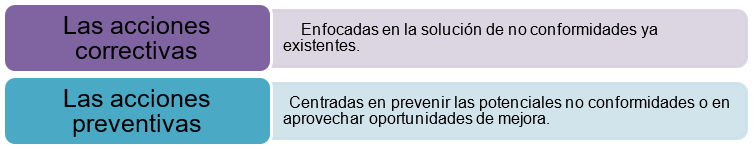 Las acciones
correctivas
Enfocadas en la solución de no conformidades ya
existentes.
Las acciones
preventivas
Centradas en prevenir las potenciales no conformidades o en
aprovechar oportunidades de mejora.